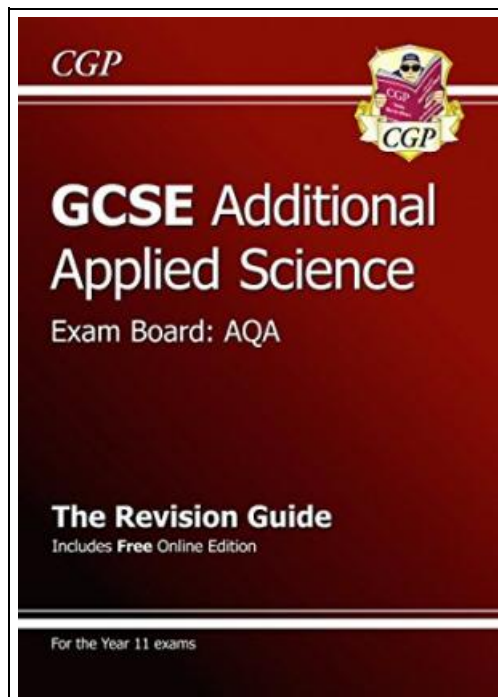 CGP
CGP
CGP
GCSE Additional
Applied Science
Exam Board: AQA
The Revision Guide
Includes Free Online Edition
For the Year 11 exams